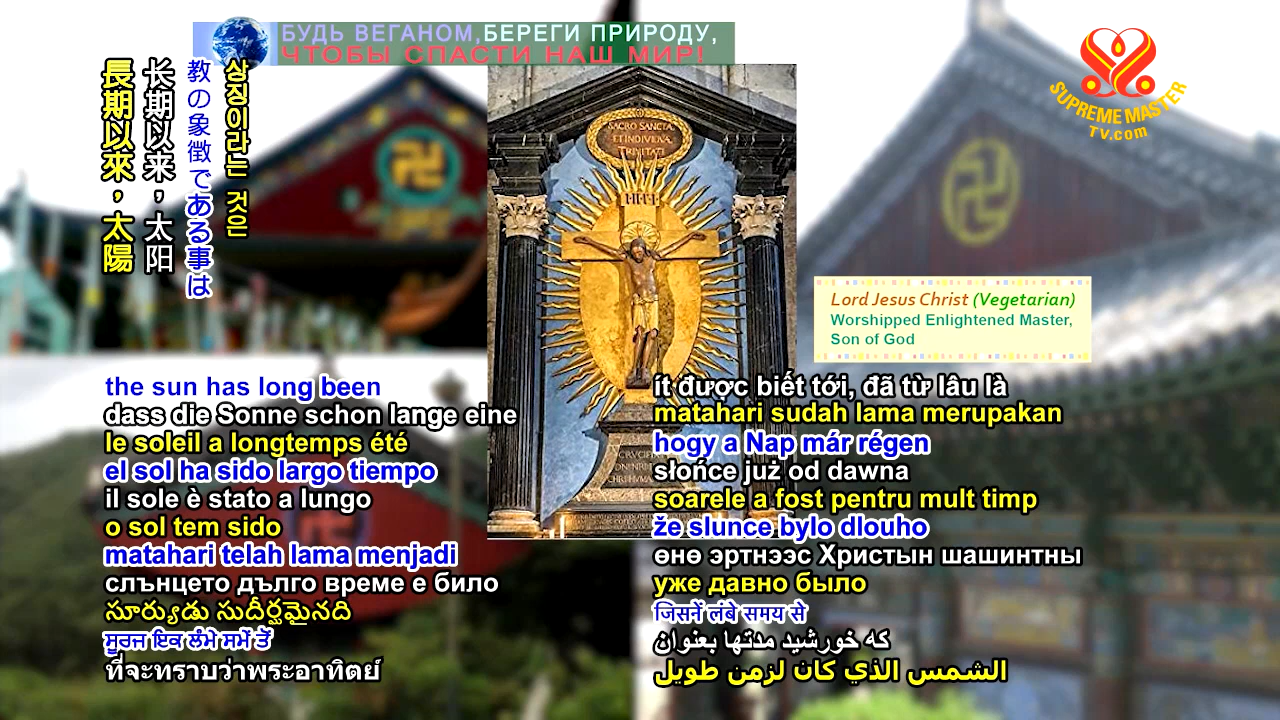 БУДЬ ВЕГАНОМ,БЕРЕГИ ПРИРОДУ,
ЧТОБЫ СПАСТИ НАШ МИР!
SUPREME MASTER
TV.com
長期以來，太陽
长期以来，太阳
教の象徴である事は
상징이라는 것은
SACRO SANCTA
ET INDIVIDUA
TRINITATI
Lord Jesus Christ (Vegetarian)
Worshipped Enlightened Master,
Son of God
the sun has long been
dass die Sonne schon lange eine
le soleil a longtemps été
el sol ha sido largo tiempo
il sole è stato a lungo
o sol tem sido
matahari telah lama menjadi
слънцето дълго време е било
సూర్యుడు సుదీర్ఘమైనది
ਸੂਰਜ ਇਕ ਲੰਮੇ ਸਮੇਂ ਤੋਂ
ที่จะทราบว่าพระอาทิตย์
ít được biết tới, đã từ lâu là
matahari sudah lama merupakan
hogy a Nap már régen
słońce już od dawna
soarele a fost pentru mult timp
že slunce bylo dlouho
өнө эртнээс Христын шашинтны
уже давно было
जिसनें लंबे समय से
که خورشید مدتها بعنوان
الشمس الذي كان لزمن طويل